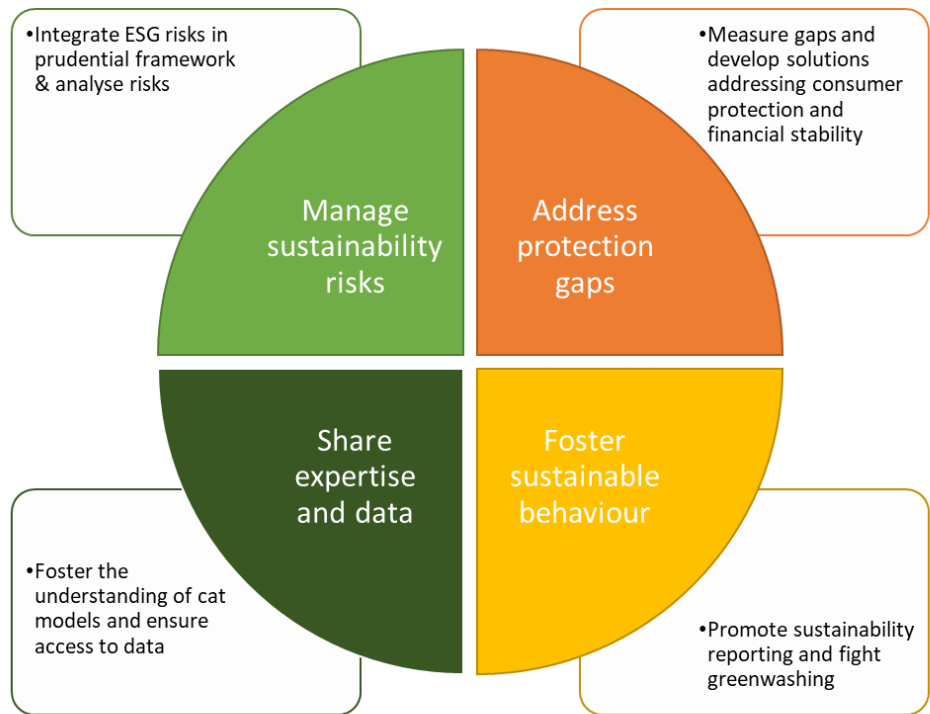 •Integrate ESG risks in
prudential framework
& analyse risks
•Measure gaps and
develop solutions
addressing consumer
protection and
financial stability
Manage
sustainability
risks
Address
protection
gaps
Share
expertise
and data
Foster
sustainable
behaviour
•Foster the
understanding of cat
models and ensure
access to data
•Promote sustainability
reporting and fight
greenwashing